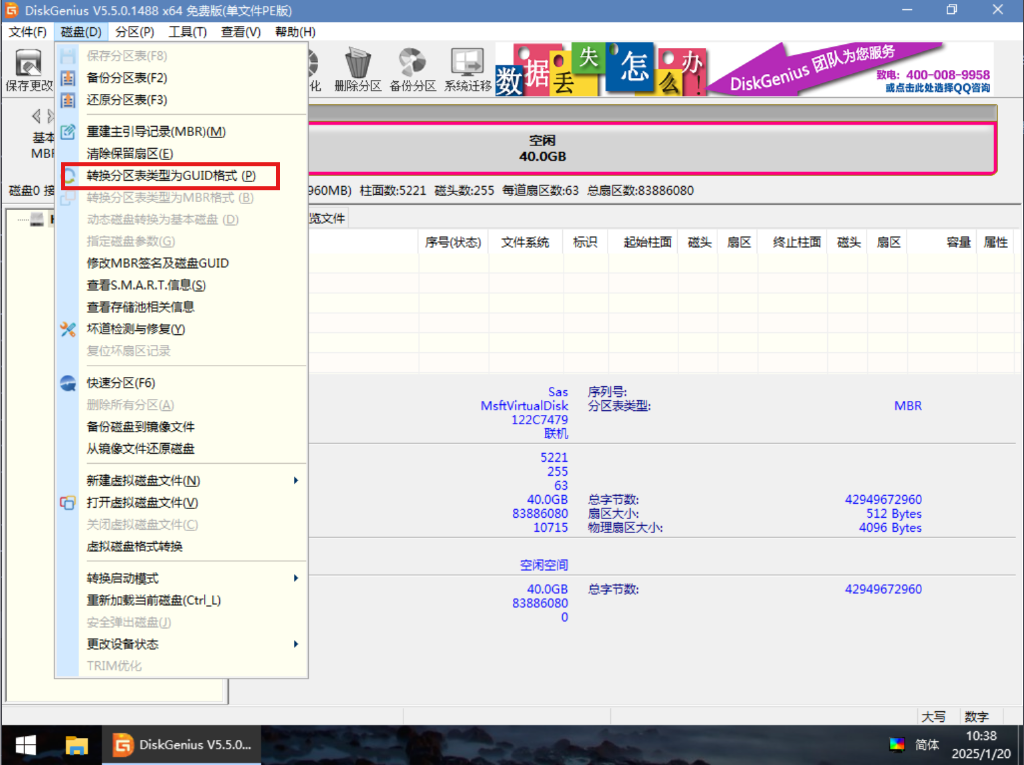 DiskGenius V5.5.0.1488 x64 免费版(单文件PE版)
文件(F) 磁盘(D) 分区(P) 工具(T) 查看(V) 帮助(H)
保存更改
化 删除分区 备份分区 系统迁移
数据丢失怎么办!
DiskGenius 团队为您服务
致电: 400-008-9958
或点击此处选择QQ咨询
保存分区表(F8)
备份分区表(F2)
还原分区表(F3)
重建主引导记录(MBR)(M)
清除保留扇区(E)
转换分区表类型为GUID格式 (P)
转换分区表类型为MBR格式 (B)
动态磁盘转换为基本磁盘 (D)
指定磁盘参数(G)
修改MBR签名及磁盘GUID
查看S.M.A.R.T.信息(S)
查看存储池相关信息
坏道检测与修复(Y)
复位坏扇区记录
快速分区(F6)
删除所有分区(A)
备份磁盘到镜像文件
从镜像文件还原磁盘
新建虚拟磁盘文件(N)
打开虚拟磁盘文件(V)
关闭虚拟磁盘文件(C)
虚拟磁盘格式转换
转换启动模式
重新加载当前磁盘(Ctrl_L)
安全弹出磁盘(J)
更改设备状态
TRIM优化
基本
MBR
空闲
40.0GB
磁盘0 接
960MB) 柱面数:5221 磁头数:255 每道扇区数:63 总扇区数:83886080
览文件
序号(状态) 文件系统 标识 起始柱面 磁头 扇区 终止柱面 磁头 扇区 容量 属性
Sas 序列号:
MsftVirtualDisk 分区表类型: MBR
122C7479
联机
5221
255
63
40.0GB 总字节数: 42949672960
83886080 扇区大小: 512 Bytes
10715 物理扇区大小: 4096 Bytes
空闲空间
40.0GB 总字节数: 42949672960
83886080
0
大写 数字
DiskGenius V5.5.0...
简体
10:38
2025/1/20